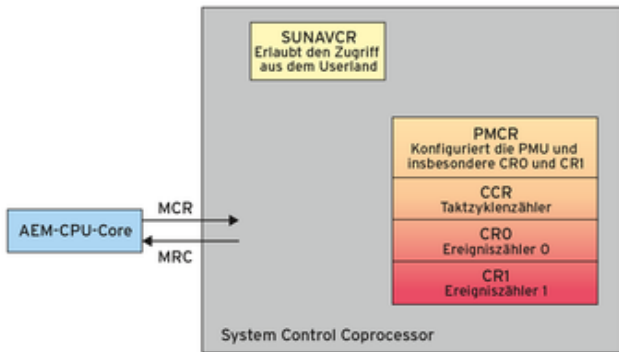 SUNAVCR
Erlaubt den Zugriff
aus dem Userland
PMCR
Konfiguriert die PMU und
insbesondere CR0 und CR1
CCR
Taktzyklenzähler
CR0
Ereigniszähler 0
CR1
Ereigniszähler 1
MCR
AEM-CPU-Core
MRC
System Control Coprocessor